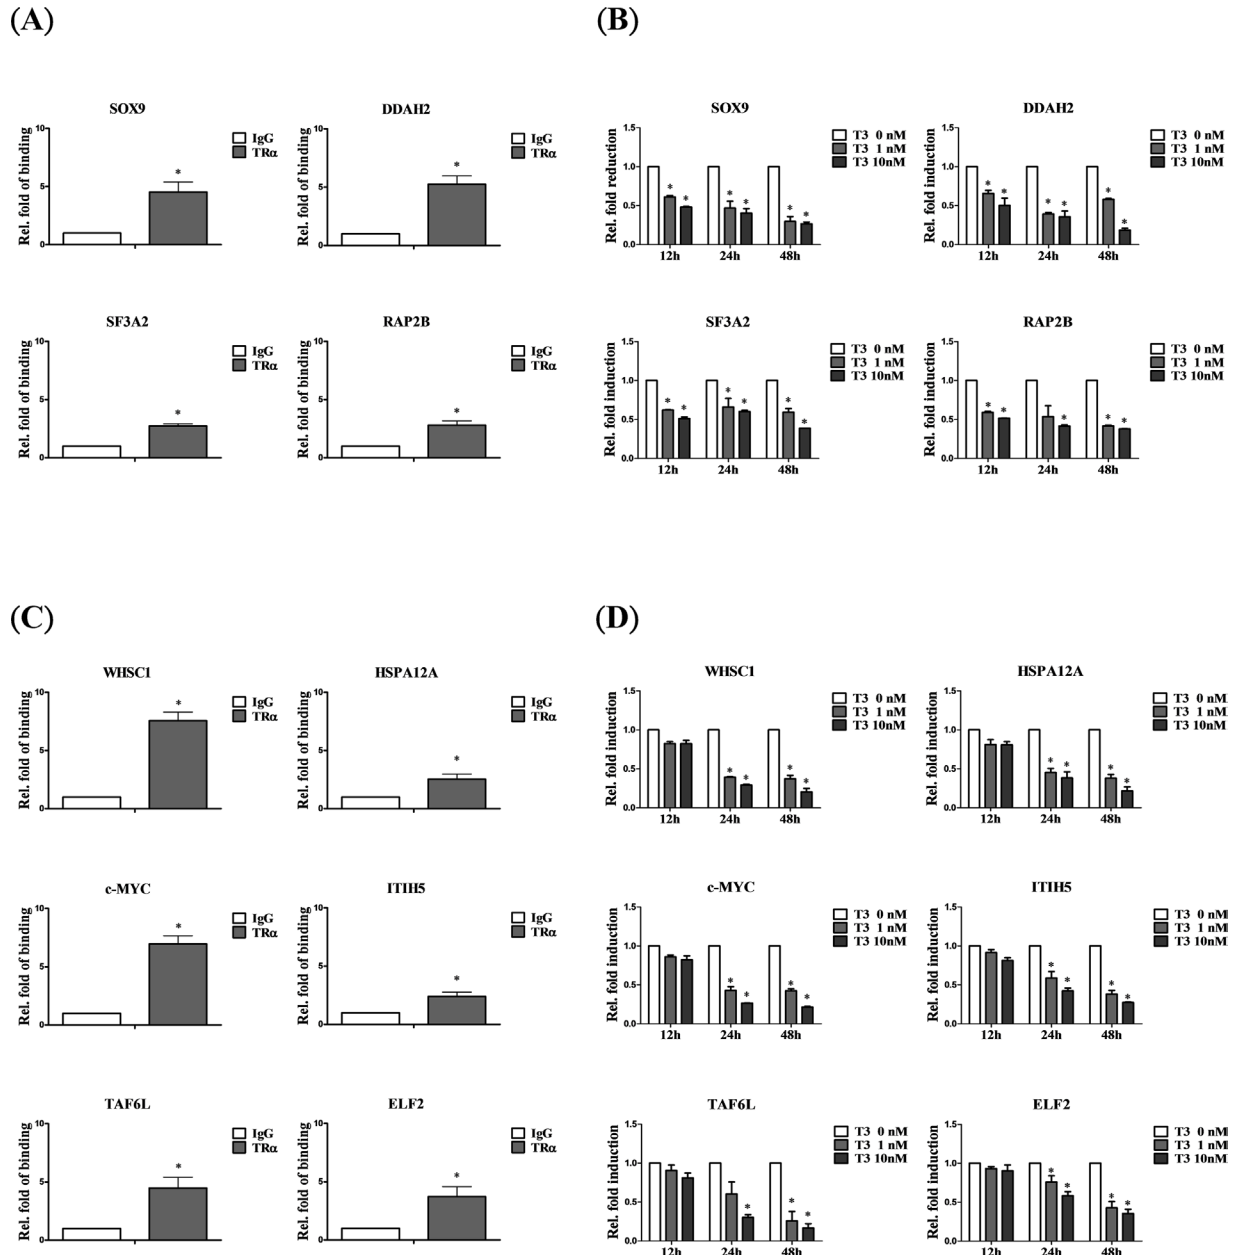 (A)
SOX9
Rel. fold of binding
10
5
0
IgG
TRα
*
DDAH2
Rel. fold of binding
10
5
0
IgG
TRα
*
SF3A2
Rel. fold of binding
10
5
0
IgG
TRα
*
RAP2B
Rel. fold of binding
10
5
0
IgG
TRα
*
(B)
SOX9
Rel. fold reduction
1.5
1.0
0.5
0.0
T3 0 nM
T3 1 nM
T3 10nM
* * * * * *
12h 24h 48h
DDAH2
Rel. fold induction
1.5
1.0
0.5
0.0
T3 0 nM
T3 1 nM
T3 10nM
* * * * * *
12h 24h 48h
SF3A2
Rel. fold induction
1.5
1.0
0.5
0.0
T3 0 nM
T3 1 nM
T3 10nM
* * * * * *
12h 24h 48h
RAP2B
Rel. fold induction
1.5
1.0
0.5
0.0
T3 0 nM
T3 1 nM
T3 10nM
* * * * *
12h 24h 48h
(C)
WHSC1
Rel. fold of binding
10
5
0
IgG
TRα
*
HSPA12A
Rel. fold of binding
10
5
0
IgG
TRα
*
c-MYC
Rel. fold of binding
10
5
0
IgG
TRα
*
ITIH5
Rel. fold of binding
10
5
0
IgG
TRα
*
TAF6L
Rel. fold of binding
10
5
0
IgG
TRα
*
ELF2
Rel. fold of binding
10
5
0
IgG
TRα
*
(D)
WHSC1
Rel. fold induction
1.5
1.0
0.5
0.0
T3 0 nM
T3 1 nM
T3 10nM
* * * *
12h 24h 48h
HSPA12A
Rel. fold induction
1.5
1.0
0.5
0.0
T3 0 nM
T3 1 nM
T3 10nM
* * * *
12h 24h 48h
c-MYC
Rel. fold induction
1.5
1.0
0.5
0.0
T3 0 nM
T3 1 nM
T3 10nM
* * * *
12h 24h 48h
ITIH5
Rel. fold induction
1.5
1.0
0.5
0.0
T3 0 nM
T3 1 nM
T3 10nM
* * * *
12h 24h 48h
TAF6L
Rel. fold induction
1.5
1.0
0.5
0.0
T3 0 nM
T3 1 nM
T3 10nM
* * *
12h 24h 48h
ELF2
Rel. fold induction
1.5
1.0
0.5
0.0
T3 0 nM
T3 1 nM
T3 10nM
* * * *
12h 24h 48h